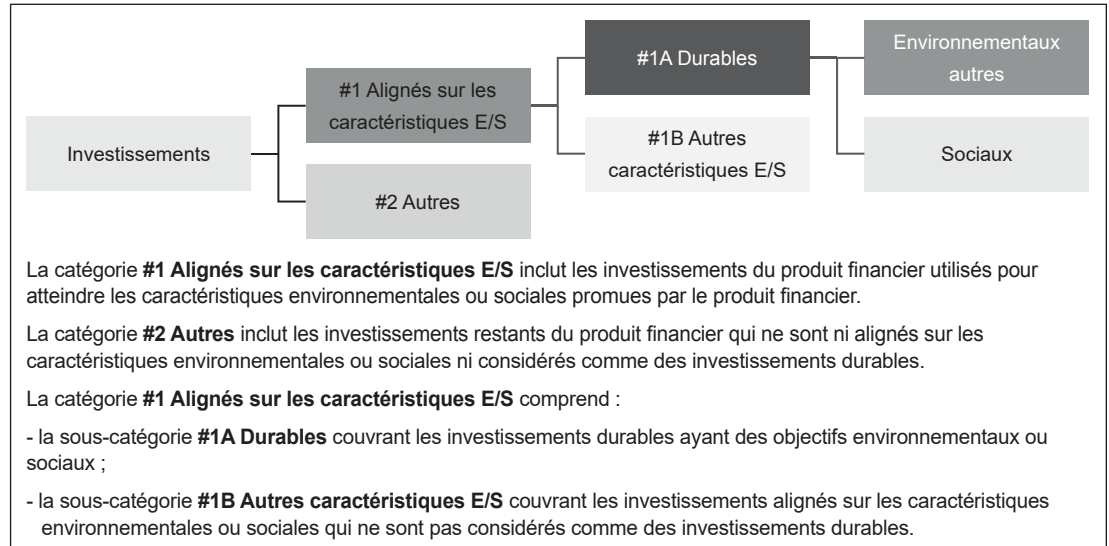 Environnementaux
autres
#1A Durables
#1 Alignés sur les
caractéristiques E/S
Investissements
#1B Autres
caractéristiques E/S
Sociaux
#2 Autres
La catégorie #1 Alignés sur les caractéristiques E/S inclut les investissements du produit financier utilisés pour
atteindre les caractéristiques environnementales ou sociales promues par le produit financier.
La catégorie #2 Autres inclut les investissements restants du produit financier qui ne sont ni alignés sur les
caractéristiques environnementales ou sociales ni considérés comme des investissements durables.
La catégorie #1 Alignés sur les caractéristiques E/S comprend :
- la sous-catégorie #1A Durables couvrant les investissements durables ayant des objectifs environnementaux ou
sociaux ;
- la sous-catégorie #1B Autres caractéristiques E/S couvrant les investissements alignés sur les caractéristiques
environnementales ou sociales qui ne sont pas considérés comme des investissements durables.